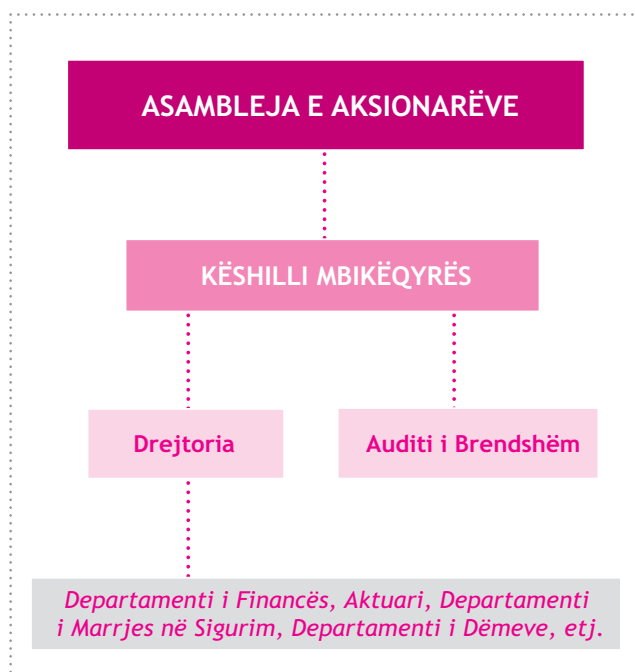 ASAMBLEJA E AKSIONARËVE
KËSHILLI MBIKËQYRËS
Drejtoria
Auditi i Brendshëm
Departamenti i Financës, Aktuari, Departamenti
i Marrjes në Sigurim, Departamenti i Dëmeve, etj.